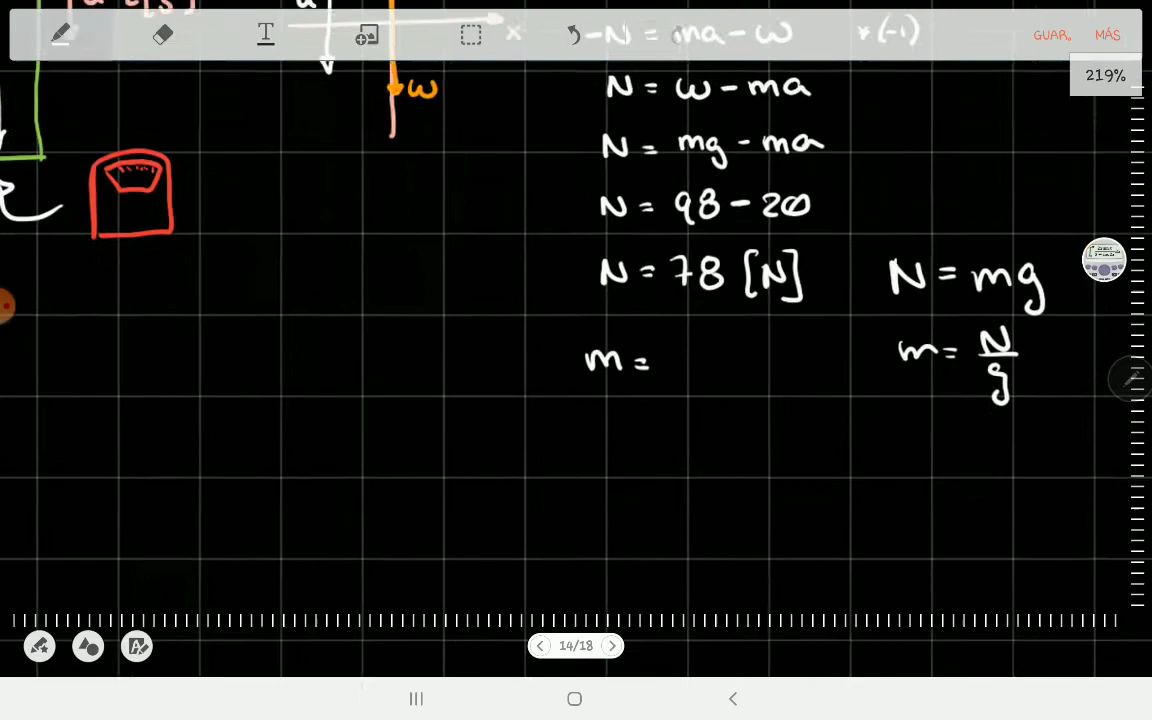 T
GUAR.
MÁS
219%
x
-N = ma - ω
* (-1)
ω
N = ω - ma
N = mg - ma
N = 98 - 20
N = 78 [N]
m =
N = mg
m = N/g
14/18